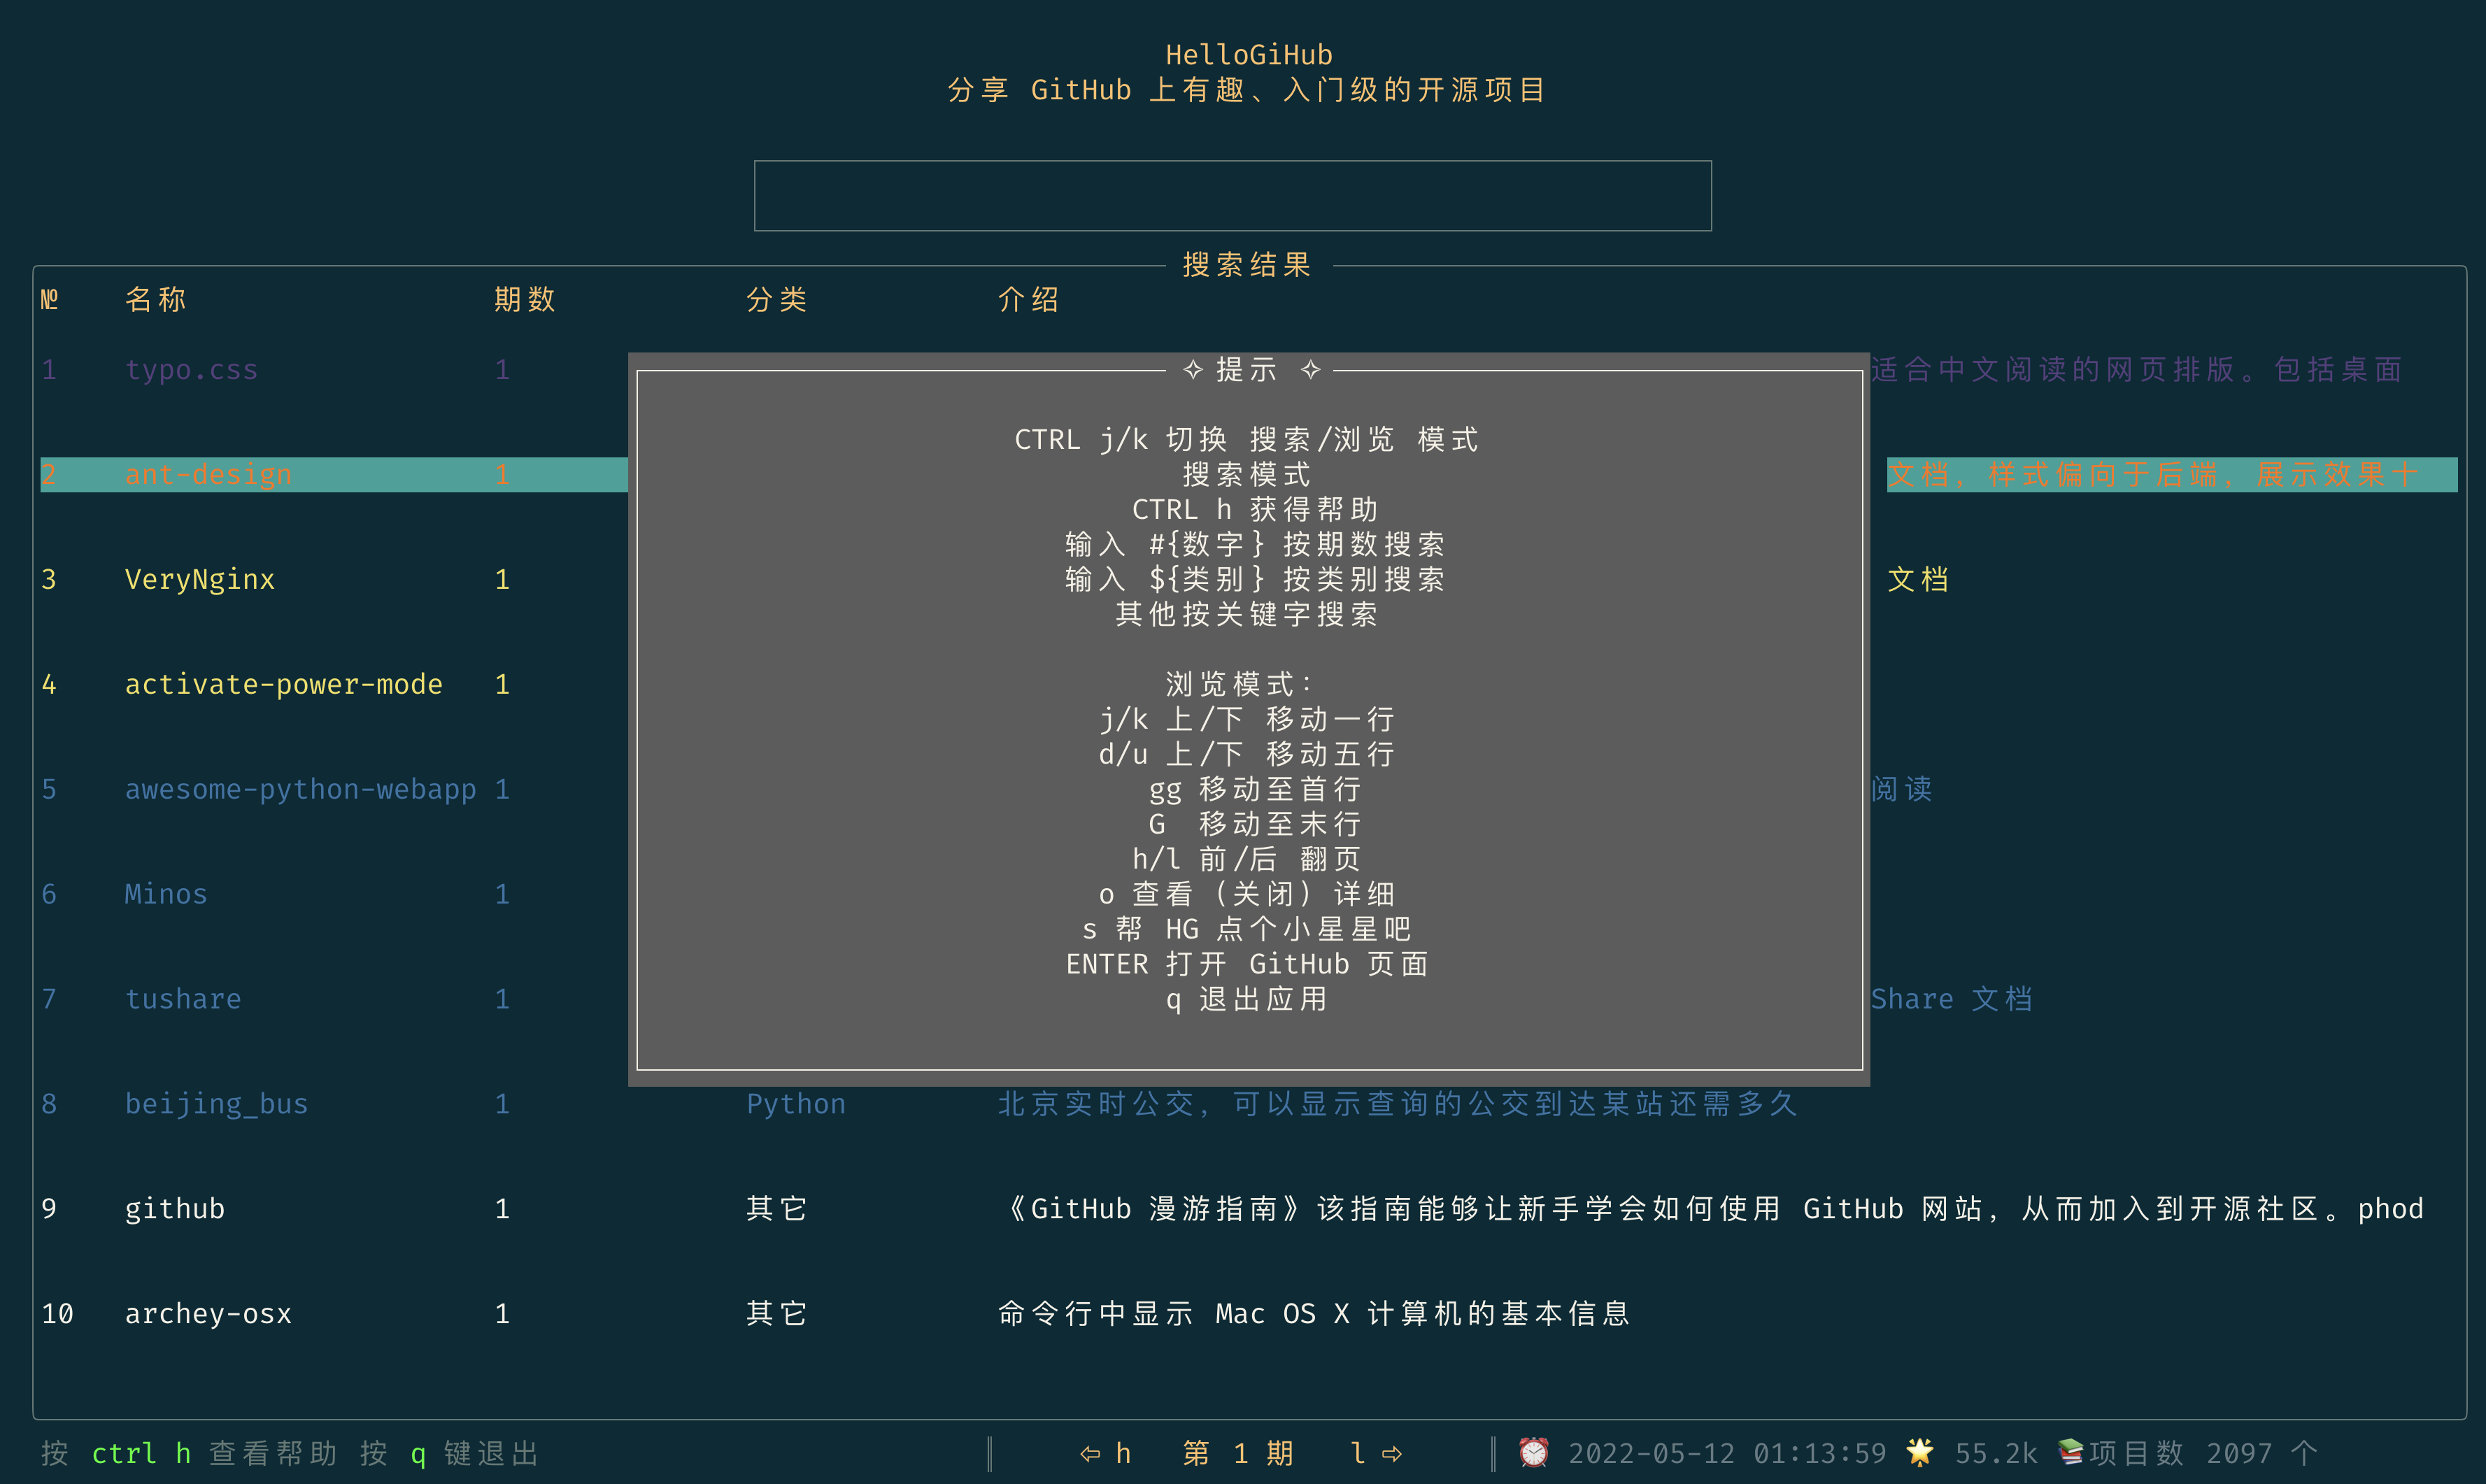 HelloGiHub
分享 GitHub 上有趣、入门级的开源项目
搜索结果
№ 名称 期数 分类 介绍
1 typo.css 1 适合中文阅读的网页排版。包括桌面
✧ 提示 ✧
CTRL j/k 切换 搜索/浏览 模式
2 ant-design 1 搜索模式 文档, 样式偏向于后端, 展示效果十
CTRL h 获得帮助
输入 #{数字} 按期数搜索
3 VeryNginx 1 输入 ${类别} 按类别搜索 文档
其他按关键字搜索
4 activate-power-mode 1 浏览模式:
j/k 上/下 移动一行
d/u 上/下 移动五行
5 awesome-python-webapp 1 gg 移动至首行 阅读
G 移动至末行
h/l 前/后 翻页
6 Minos 1 o 查看 (关闭) 详细
s 帮 HG 点个小星星吧
ENTER 打开 GitHub 页面
7 tushare 1 q 退出应用 Share 文档
8 beijing_bus 1 Python 北京实时公交, 可以显示查询的公交到达某站还需多久
9 github 1 其它 《GitHub 漫游指南》该指南能够让新手学会如何使用 GitHub 网站, 从而加入到开源社区。phod
10 archey-osx 1 其它 命令行中显示 Mac OS X 计算机的基本信息
按 ctrl h 查看帮助 按 q 键退出 ║ ⇦ h 第 1 期 l ⇨ ║ ⏰ 2022-05-12 01:13:59 🌟 55.2k 📚项目数 2097 个